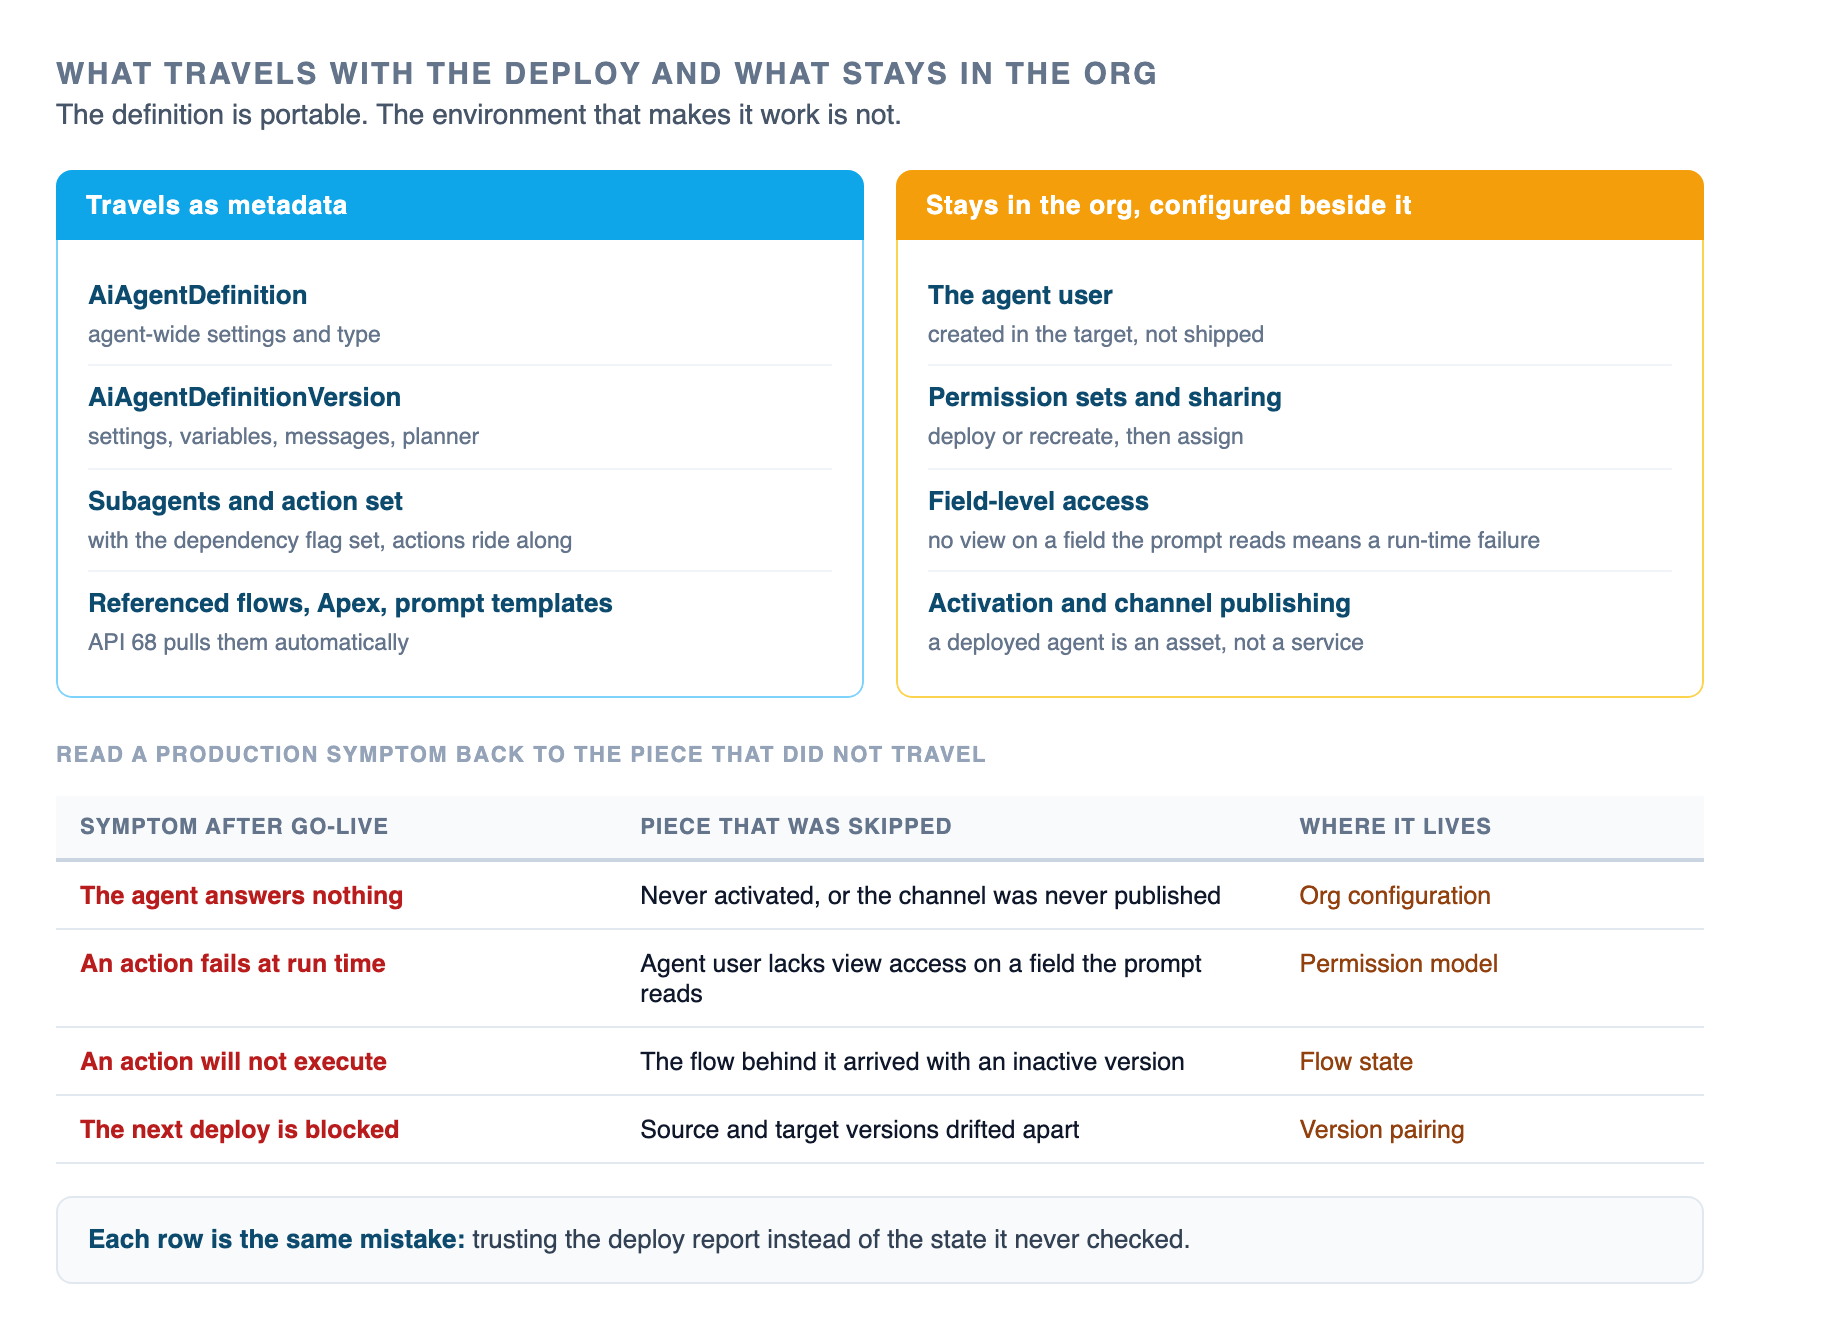 WHAT TRAVELS WITH THE DEPLOY AND WHAT STAYS IN THE ORG
The definition is portable. The environment that makes it work is not.
Travels as metadata
AiAgentDefinition
agent-wide settings and type
AiAgentDefinitionVersion
settings, variables, messages, planner
Subagents and action set
with the dependency flag set, actions ride along
Referenced flows, Apex, prompt templates
API 68 pulls them automatically
Stays in the org, configured beside it
The agent user
created in the target, not shipped
Permission sets and sharing
deploy or recreate, then assign
Field-level access
no view on a field the prompt reads means a run-time failure
Activation and channel publishing
a deployed agent is an asset, not a service
READ A PRODUCTION SYMPTOM BACK TO THE PIECE THAT DID NOT TRAVEL
SYMPTOM AFTER GO-LIVE PIECE THAT WAS SKIPPED WHERE IT LIVES
The agent answers nothing Never activated, or the channel was never published Org configuration
An action fails at run time Agent user lacks view access on a field the prompt Permission model
reads
An action will not execute The flow behind it arrived with an inactive version Flow state
The next deploy is blocked Source and target versions drifted apart Version pairing
Each row is the same mistake: trusting the deploy report instead of the state it never checked.